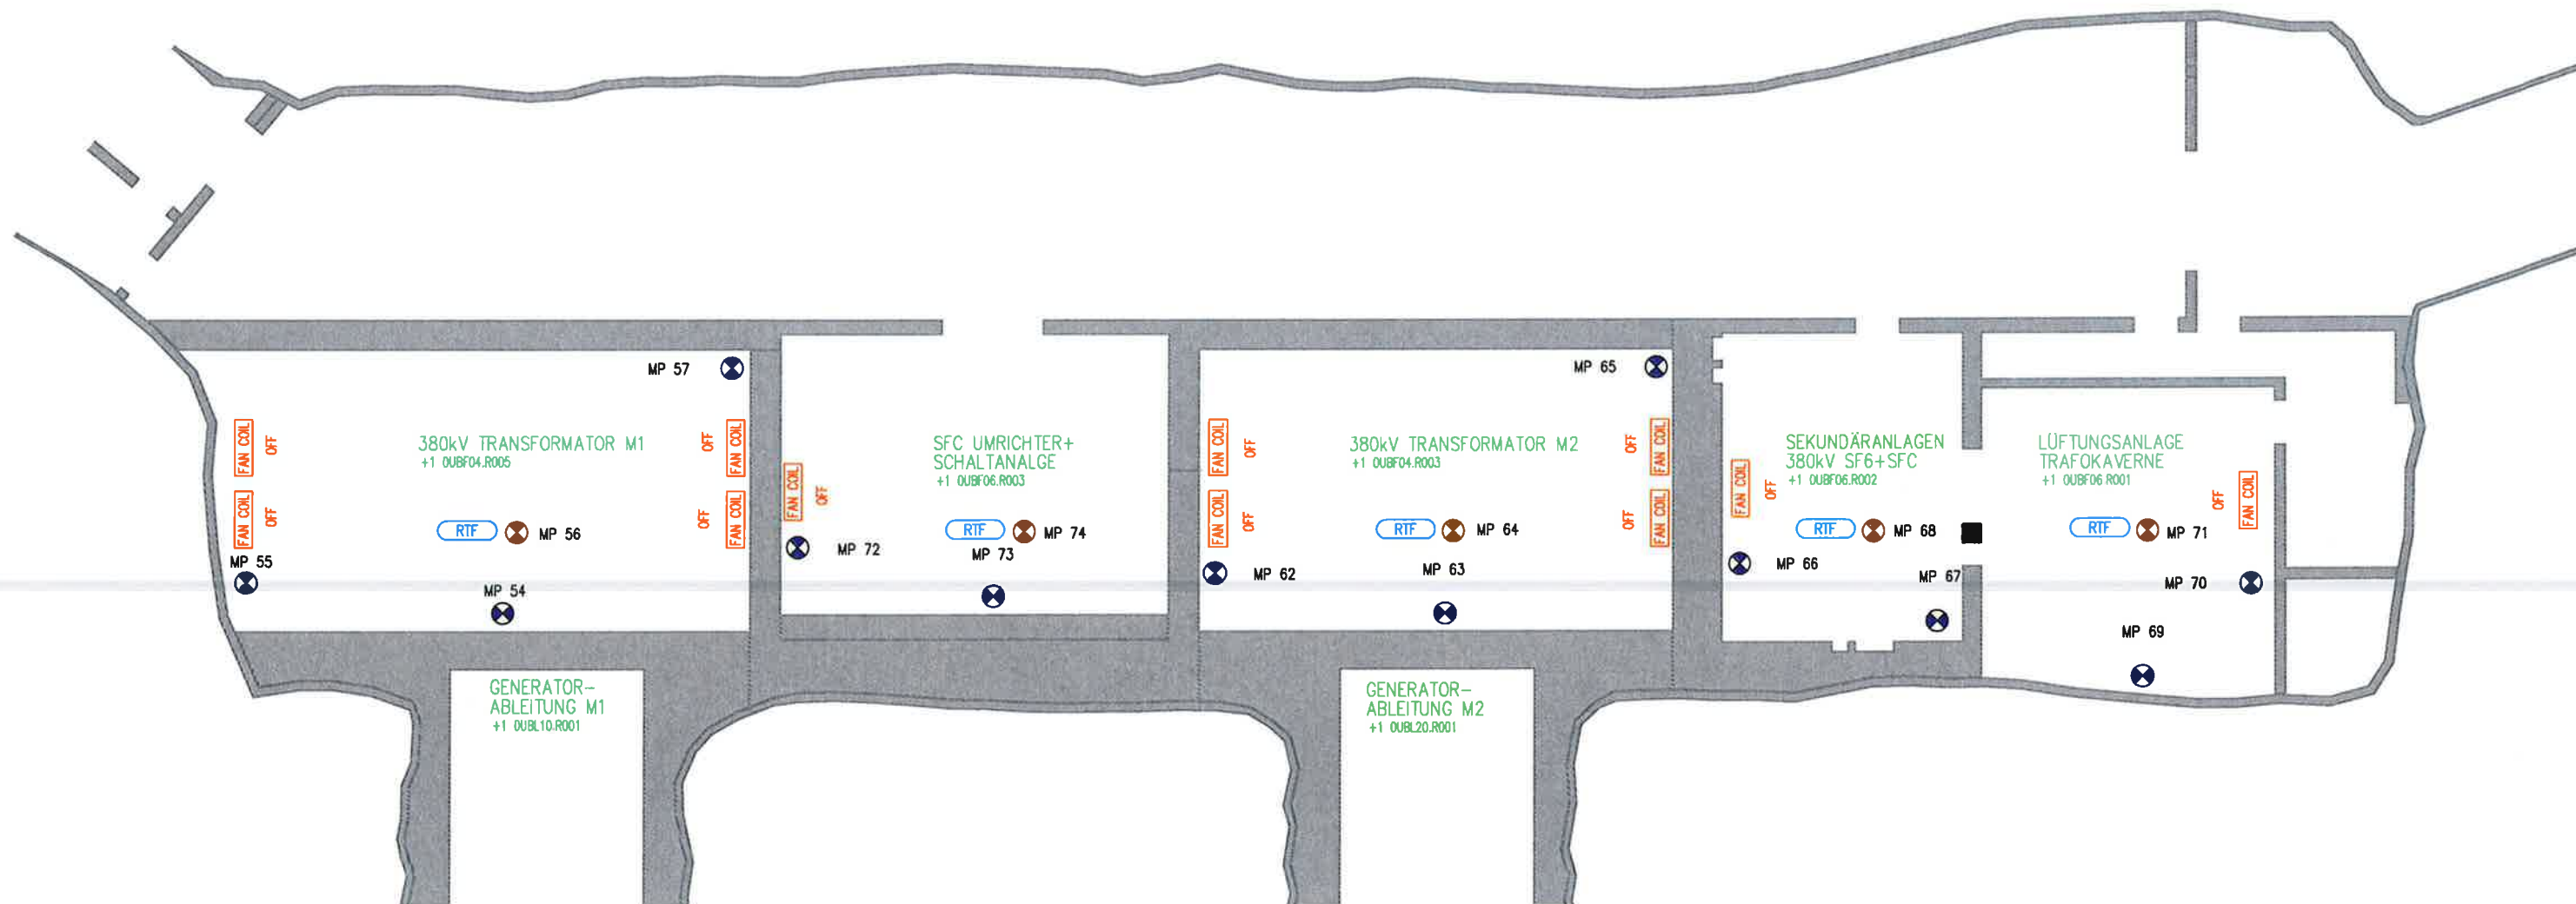 MP 57
FAN COIL
OFF
FAN COIL
OFF
380kV TRANSFORMATOR M1
+1 0UBF04.R005
OFF
FAN COIL
OFF
FAN COIL
RTF
MP 56
MP 55
MP 54
GENERATOR-
ABLEITUNG M1
+1 0UBL10.R001
SFC UMRICHTER+
SCHALTANALGE
+1 0UBF06.R003
FAN COIL
OFF
RTF
MP 74
MP 72
MP 73
MP 65
FAN COIL
OFF
FAN COIL
OFF
380kV TRANSFORMATOR M2
+1 0UBF04.R003
OFF
FAN COIL
OFF
FAN COIL
RTF
MP 64
MP 62
MP 63
GENERATOR-
ABLEITUNG M2
+1 0UBL20.R001
SEKUNDÄRANLAGEN
380kV SF6+SFC
+1 0UBF06.R002
FAN COIL
OFF
RTF
MP 68
MP 66
MP 67
LÜFTUNGSANLAGE
TRAFOKAVERNE
+1 0UBF06 R001
OFF
FAN COIL
RTF
MP 71
MP 70
MP 69